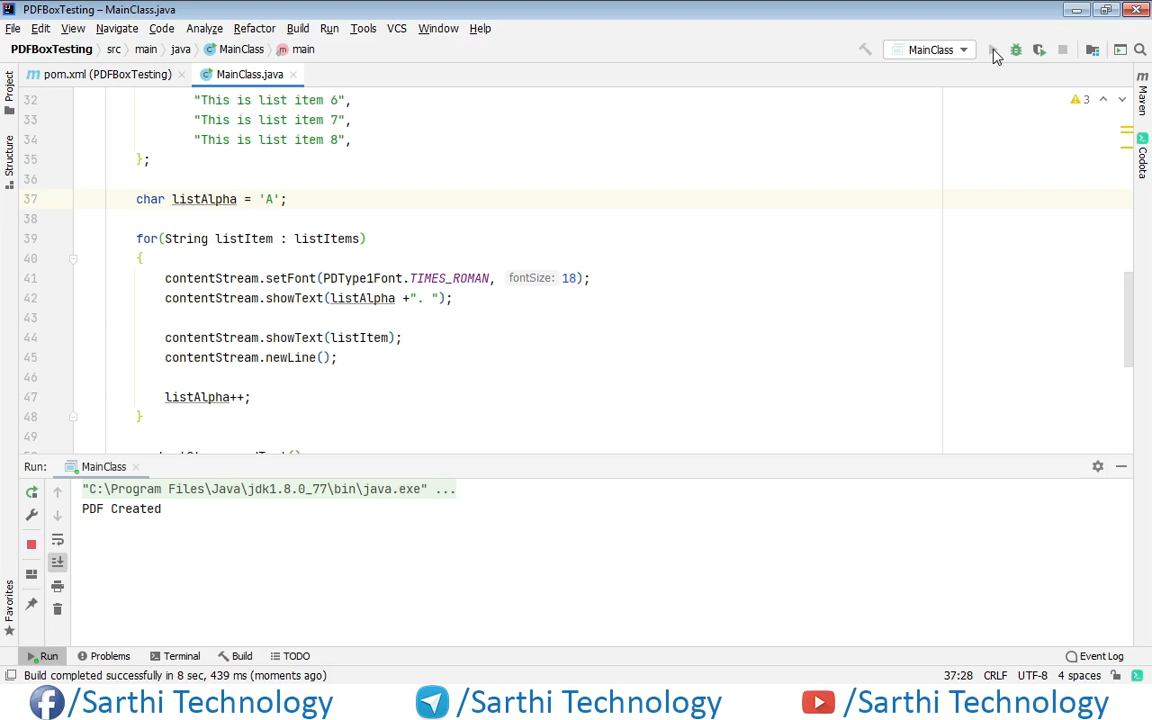 PDFBoxTesting – MainClass.java
File Edit View Navigate Code Analyze Refactor Build Run Tools VCS Window Help
PDFBoxTesting src main java MainClass main MainClass
pom.xml (PDFBoxTesting) MainClass.java
Project
Structure
Favorites
Maven
Codota
32 "This is list item 6",
33 "This is list item 7",
34 "This is list item 8",
35 };
36
37 char listAlpha = 'A';
38
39 for(String listItem : listItems)
40 {
41 contentStream.setFont(PDType1Font.TIMES_ROMAN, fontSize: 18);
42 contentStream.showText(listAlpha +". ");
43
44 contentStream.showText(listItem);
45 contentStream.newLine();
46
47 listAlpha++;
48 }
49
3
Run: MainClass
"C:\Program Files\Java\jdk1.8.0_77\bin\java.exe" ...
PDF Created
Run Problems Terminal Build TODO Event Log
Build completed successfully in 8 sec, 439 ms (moments ago) 37:28 CRLF UTF-8 4 spaces
/Sarthi Technology /Sarthi Technology /Sarthi Technology